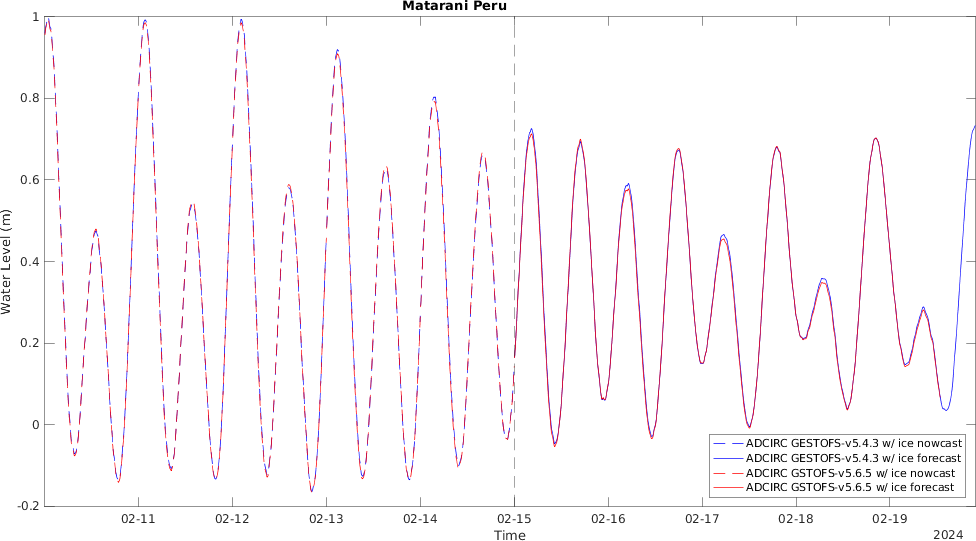 Matarani Peru
1
0.8
0.6
0.4
0.2
0
-0.2
Water Level (m)
02-11 02-12 02-13 02-14 02-15 02-16 02-17 02-18 02-19
Time
2024
ADCIRC GESTOFS-v5.4.3 w/ ice nowcast
ADCIRC GESTOFS-v5.4.3 w/ ice forecast
ADCIRC GSTOFS-v5.6.5 w/ ice nowcast
ADCIRC GSTOFS-v5.6.5 w/ ice forecast